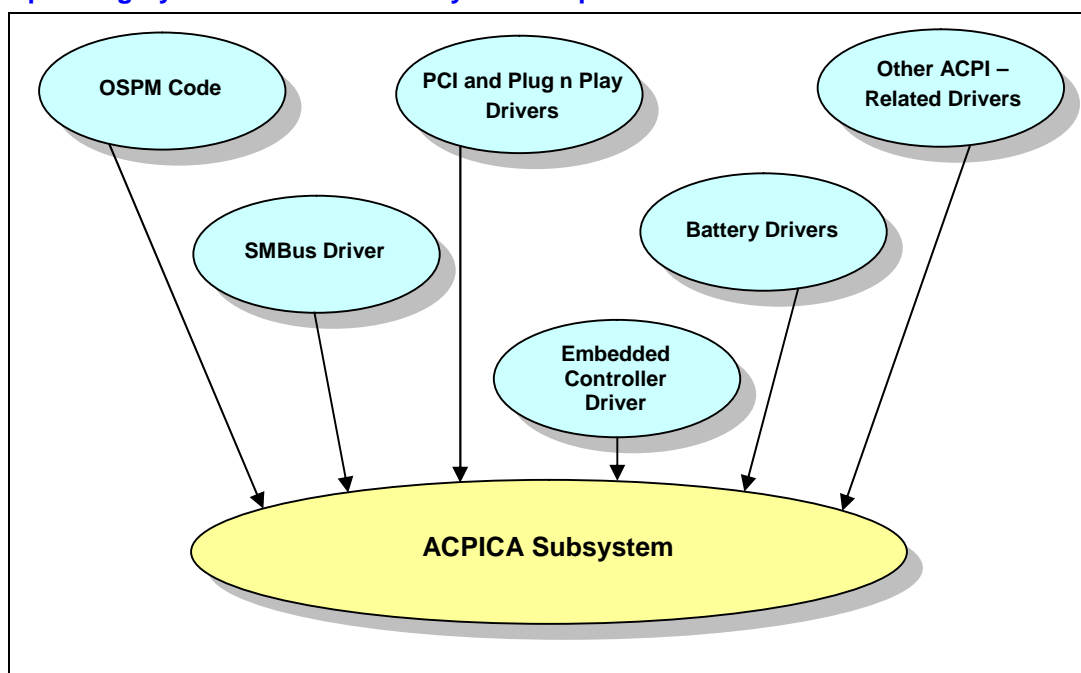 OSPM Code
PCI and Plug n Play
Drivers
Other ACPI –
Related Drivers
SMBus Driver
Battery Drivers
Embedded
Controller
Driver
ACPICA Subsystem